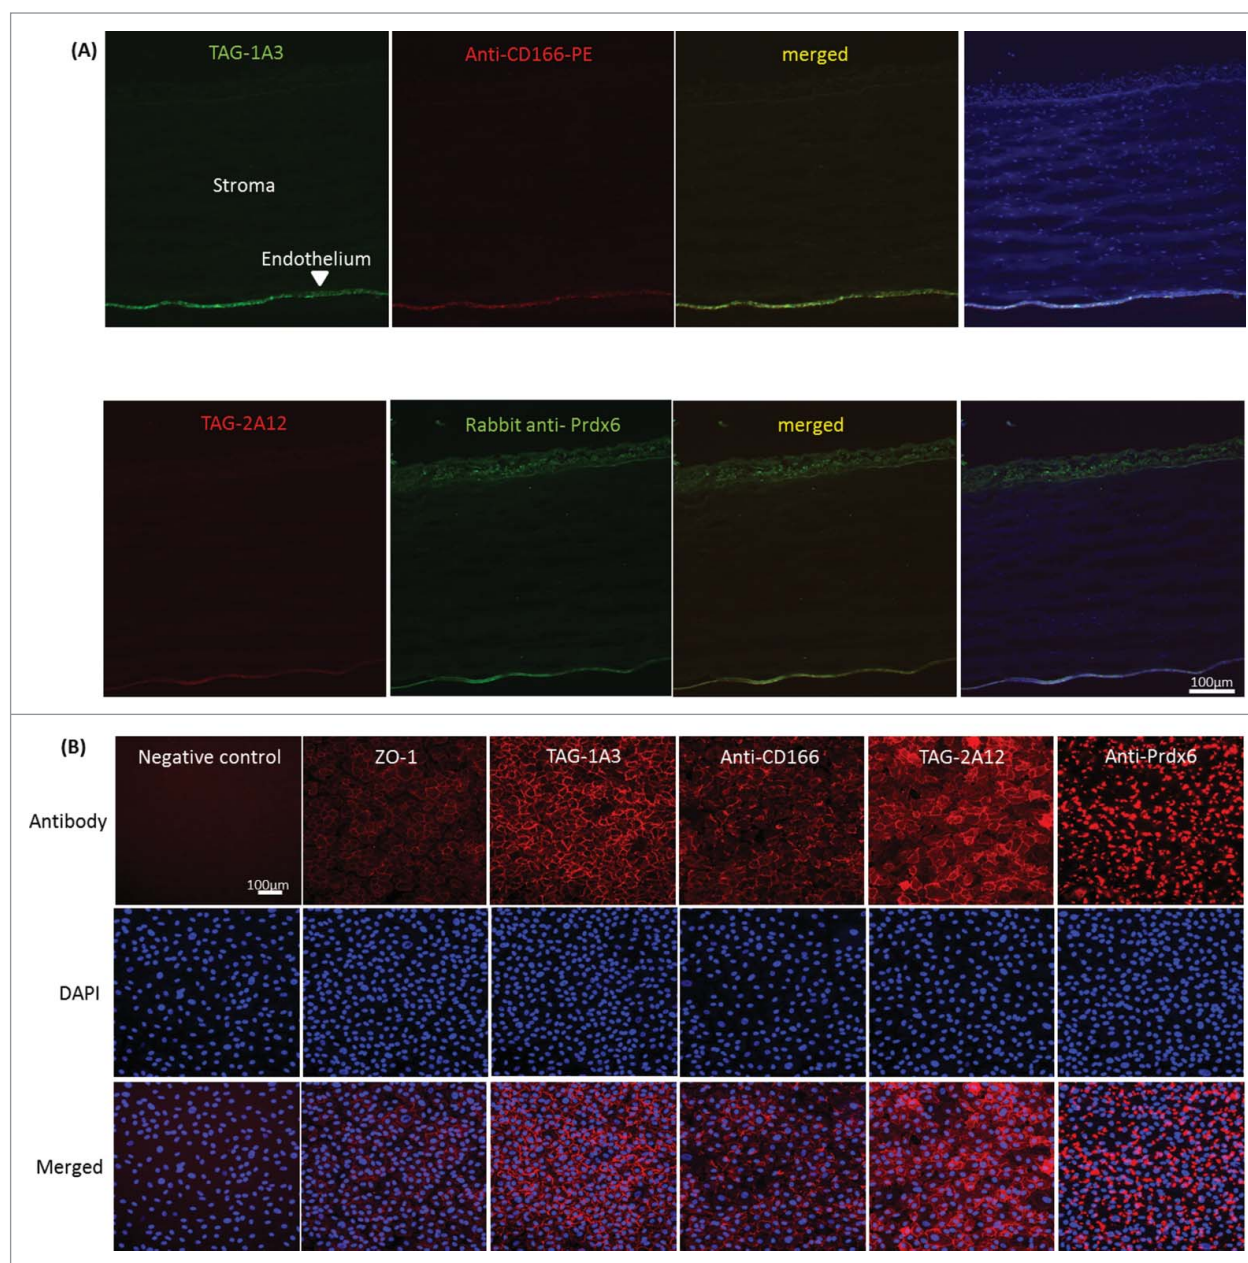 (A)
TAG-1A3
Anti-CD166-PE
merged
Stroma
Endothelium
TAG-2A12
Rabbit anti- Prdx6
merged
100μm
(B)
Negative control
ZO-1
TAG-1A3
Anti-CD166
TAG-2A12
Anti-Prdx6
Antibody
100μm
DAPI
Merged